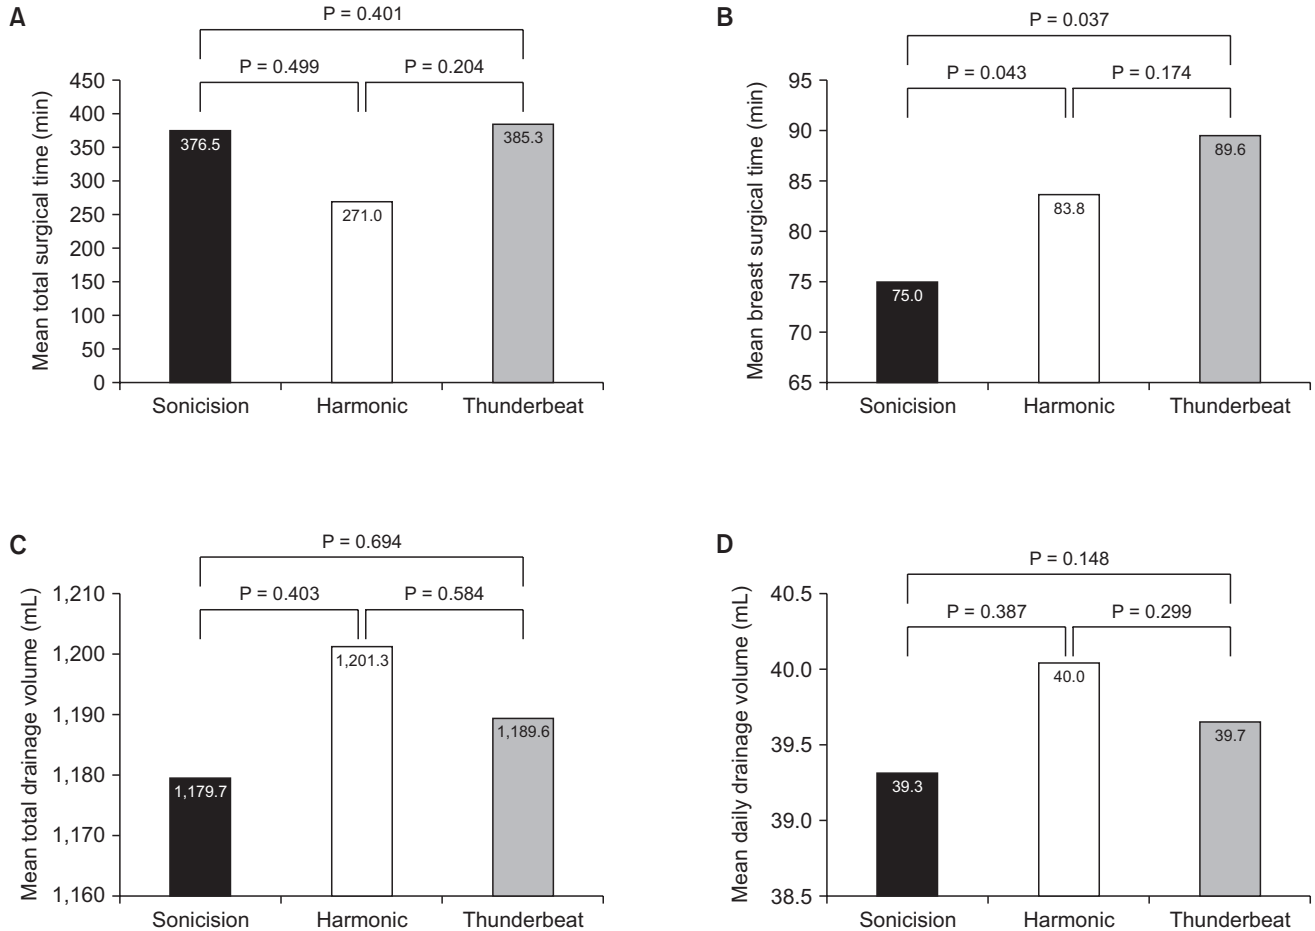 A
P = 0.401
P = 0.499
P = 0.204
Mean total surgical time (min)
450
400
350
300
250
200
150
100
50
0
376.5
271.0
385.3
Sonicision
Harmonic
Thunderbeat
B
P = 0.037
P = 0.043
P = 0.174
Mean breast surgical time (min)
95
90
85
80
75
70
65
75.0
83.8
89.6
Sonicision
Harmonic
Thunderbeat
C
P = 0.694
P = 0.403
P = 0.584
Mean total drainage volume (mL)
1,210
1,200
1,190
1,180
1,170
1,160
1,179.7
1,201.3
1,189.6
Sonicision
Harmonic
Thunderbeat
D
P = 0.148
P = 0.387
P = 0.299
Mean daily drainage volume (mL)
40.5
40.0
39.5
39.0
38.5
39.3
40.0
39.7
Sonicision
Harmonic
Thunderbeat